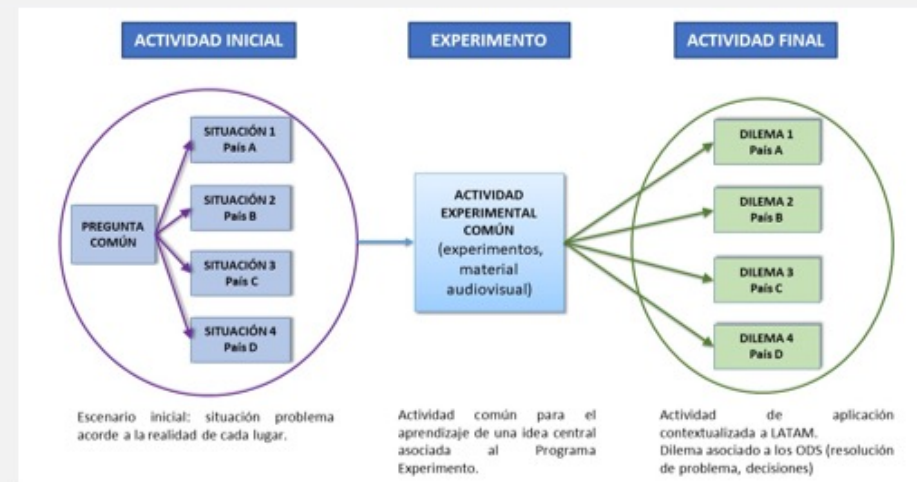 ACTIVIDAD INICIAL
EXPERIMENTO
ACTIVIDAD FINAL
PREGUNTA
COMÚN
SITUACIÓN 1
País A
SITUACIÓN 2
País B
SITUACIÓN 3
País C
SITUACIÓN 4
País D
ACTIVIDAD
EXPERIMENTAL
COMÚN
(experimentos,
material
audiovisual)
DILEMA 1
País A
DILEMA 2
País B
DILEMA 3
País C
DILEMA 4
País D
Escenario inicial: situación problema
acorde a la realidad de cada lugar.
Actividad común para el
aprendizaje de una idea central
asociada al Programa
Experimento.
Actividad de aplicación
contextualizada a LATAM.
Dilema asociado a los ODS (resolución
de problema, decisiones)